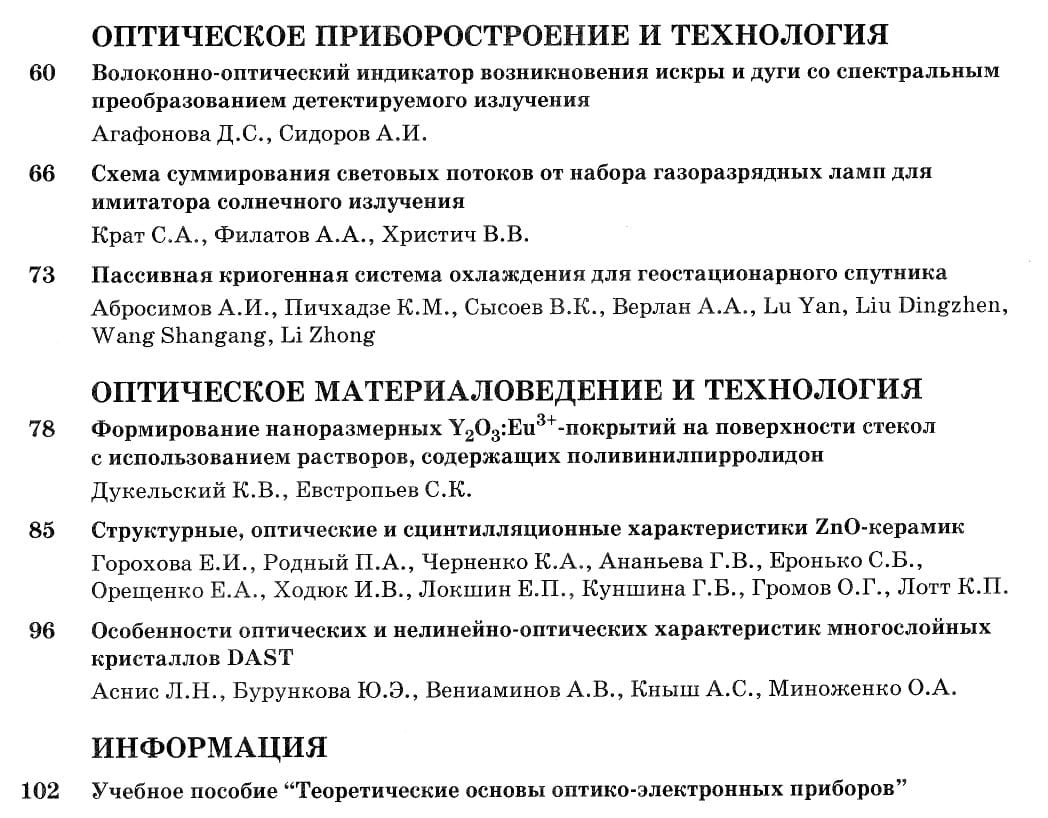 ОПТИЧЕСКОЕ ПРИБОРОСТРОЕНИЕ И ТЕХНОЛОГИЯ
60 Волоконно-оптический индикатор возникновения искры и дуги со спектральным
преобразованием детектируемого излучения
Агафонова Д.С., Сидоров А.И.
66 Схема суммирования световых потоков от набора газоразрядных ламп для
имитатора солнечного излучения
Крат С.А., Филатов А.А., Христич В.В.
73 Пассивная криогенная система охлаждения для геостационарного спутника
Абросимов А.И., Пичхадзе К.М., Сысоев В.К., Верлан А.А., Lu Yan, Liu Dingzhen,
Wang Shangang, Li Zhong
ОПТИЧЕСКОЕ МАТЕРИАЛОВЕДЕНИЕ И ТЕХНОЛОГИЯ
78 Формирование наноразмерных Y₂O₃:Eu³⁺-покрытий на поверхности стекол
с использованием растворов, содержащих поливинилпирролидон
Дукельский К.В., Евстропьев С.К.
85 Структурные, оптические и сцинтилляционные характеристики ZnO-керамик
Горохова Е.И., Родный П.А., Черненко К.А., Ананьева Г.В., Еронько С.Б.,
Орещенко Е.А., Ходюк И.В., Локшин Е.П., Куншина Г.Б., Громов О.Г., Лотт К.П.
96 Особенности оптических и нелинейно-оптических характеристик многослойных
кристаллов DAST
Аснис Л.Н., Бурункова Ю.Э., Вениаминов А.В., Кныш А.С., Миноженко О.А.
ИНФОРМАЦИЯ
102 Учебное пособие “Теоретические основы оптико-электронных приборов”